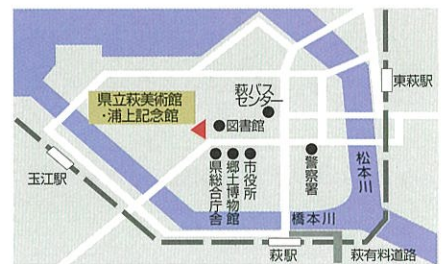 県立萩美術館
・浦上記念館
萩バス
センター
図書館
東萩駅
玉江駅
県総合庁舎
郷土博物館
市役所
警察署
松本川
橋本川
萩駅
萩有料道路